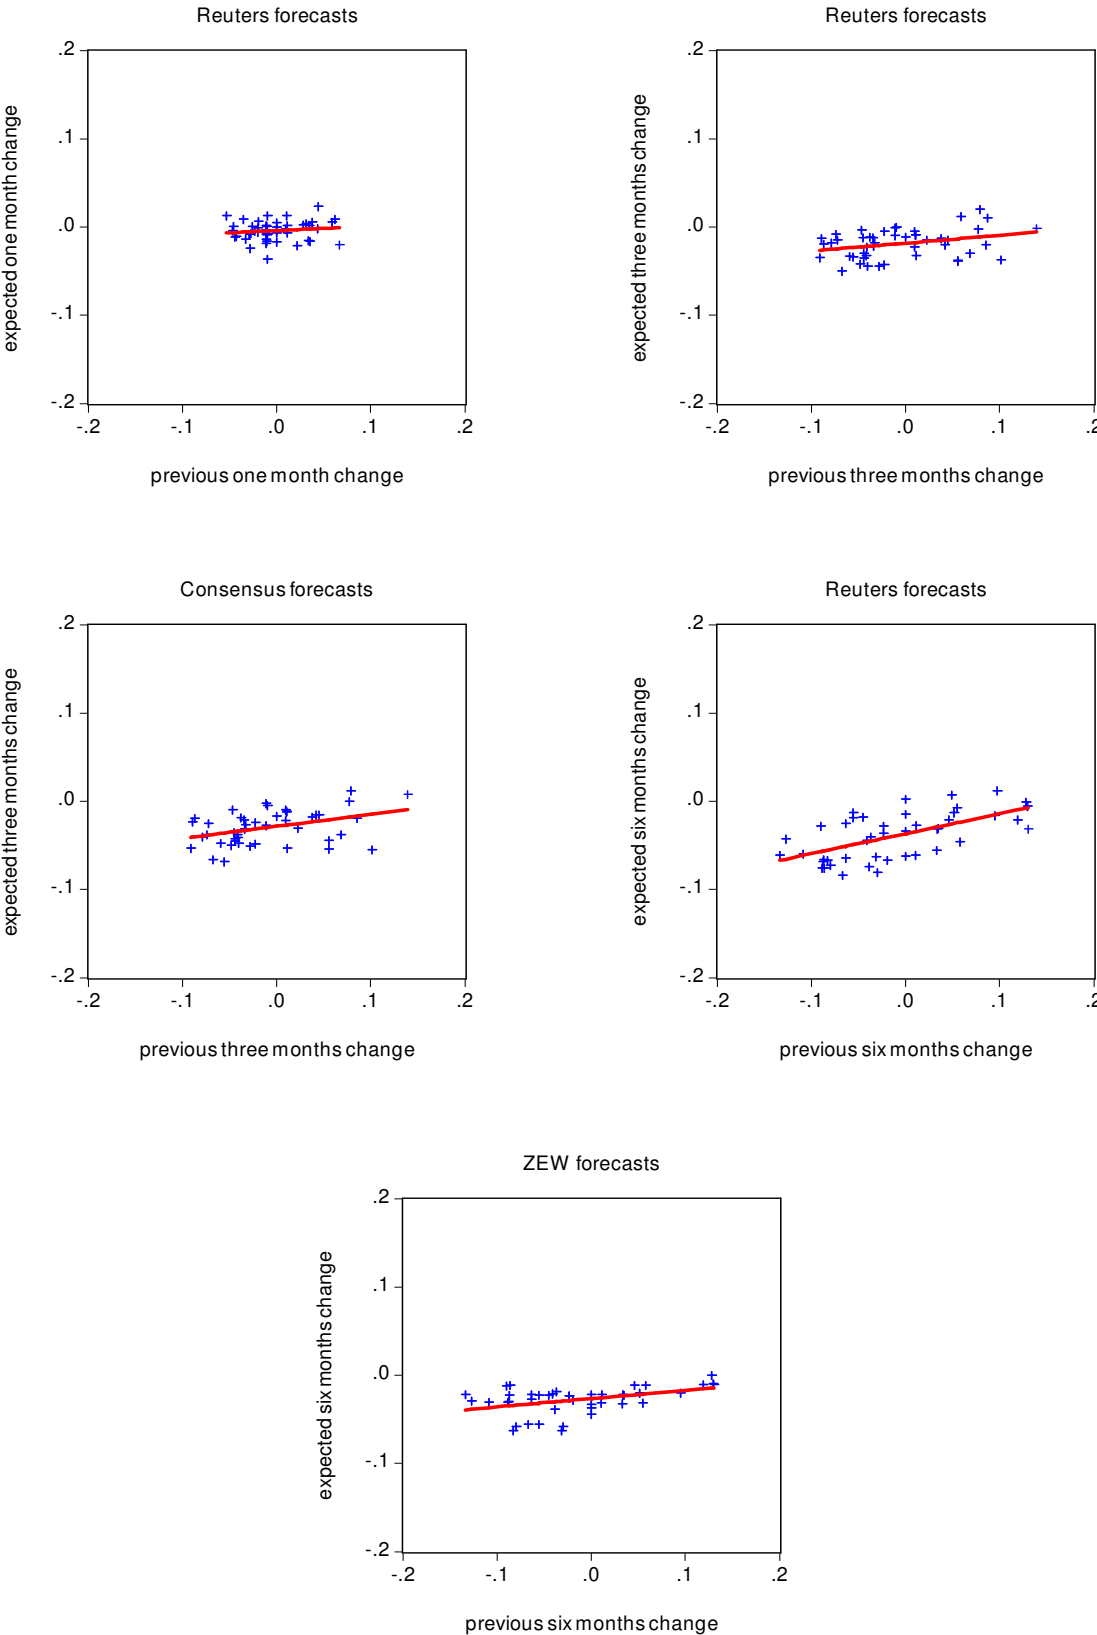 Reuters forecasts
.2
.1
.0
-.1
-.2
-.2 -.1 .0 .1 .2
expected one month change
previous one month change
Reuters forecasts
.2
.1
.0
-.1
-.2
-.2 -.1 .0 .1 .2
expected three months change
previous three months change
Consensus forecasts
.2
.1
.0
-.1
-.2
-.2 -.1 .0 .1 .2
expected three months change
previous three months change
Reuters forecasts
.2
.1
.0
-.1
-.2
-.2 -.1 .0 .1 .2
expected six months change
previous six months change
ZEW forecasts
.2
.1
.0
-.1
-.2
-.2 -.1 .0 .1 .2
expected six months change
previous six months change